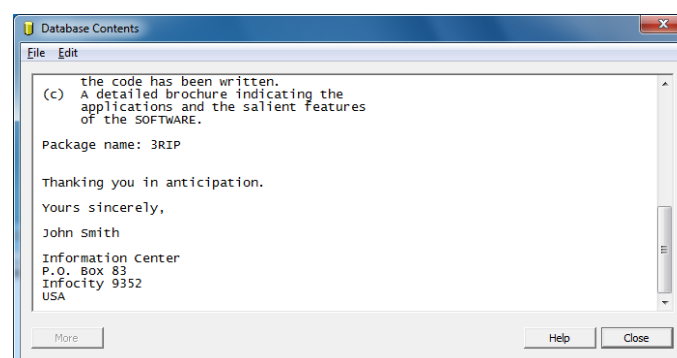 Database Contents
File Edit
the code has been written.
(c) A detailed brochure indicating the
applications and the salient features
of the SOFTWARE.
Package name: 3RIP
Thanking you in anticipation.
Yours sincerely,
John Smith
Information Center
P.O. Box 83
Infocity 9352
USA
More
Help
Close